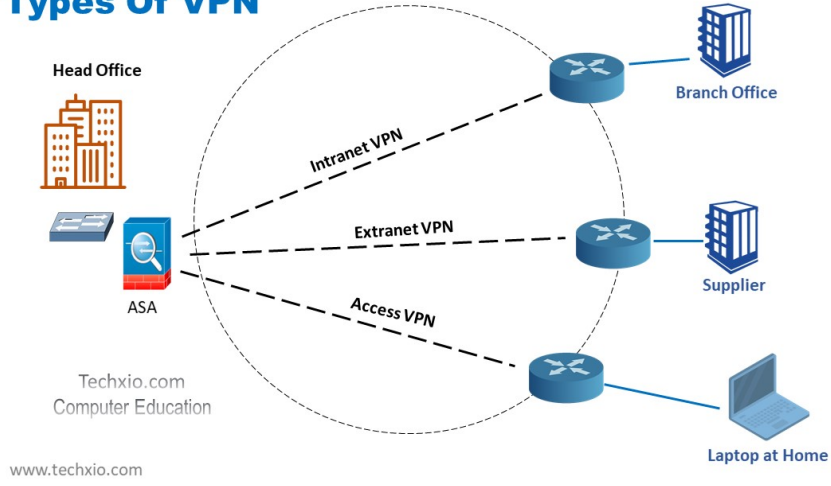 Types Of VPN
Head Office
Branch Office
Intranet VPN
Extranet VPN
Supplier
ASA
Access VPN
Techxio.com
Computer Education
Laptop at Home
www.techxio.com